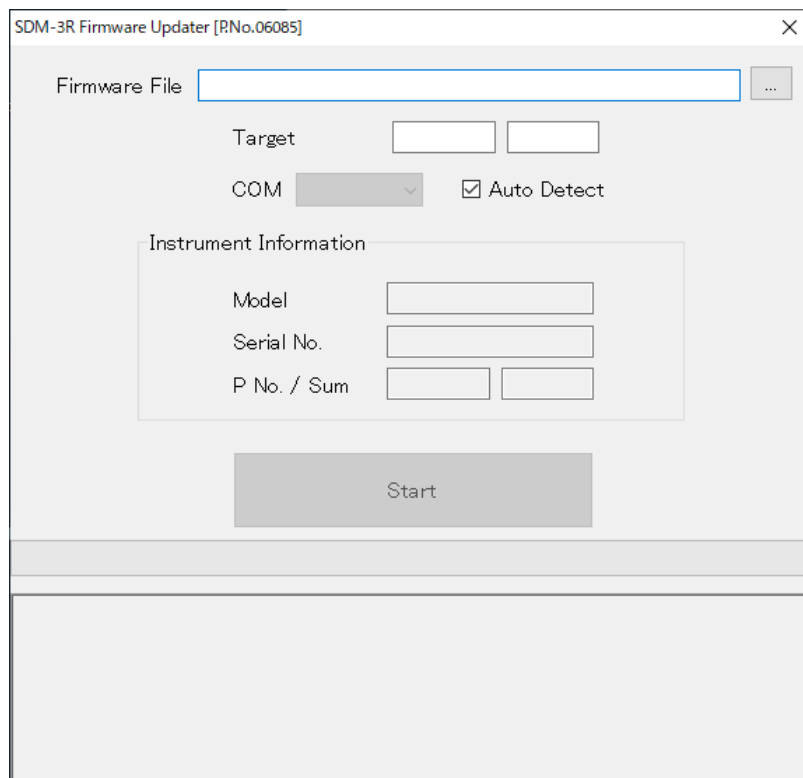 SDM-3R Firmware Updater [P.No.06085]
Firmware File ...
Target
COM Auto Detect
Instrument Information
Model
Serial No.
P No. / Sum
Start